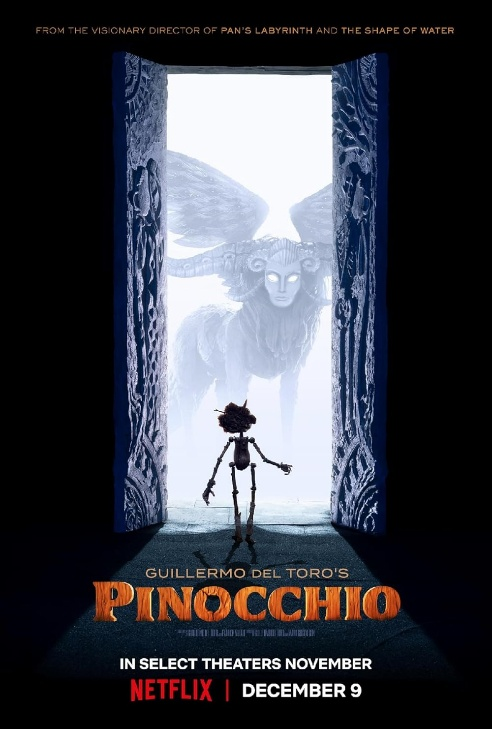 FROM THE VISIONARY DIRECTOR OF PAN'S LABYRINTH AND THE SHAPE OF WATER
GUILLERMO DEL TORO'S
PINOCCHIO
IN SELECT THEATERS NOVEMBER
NETFLIX | DECEMBER 9